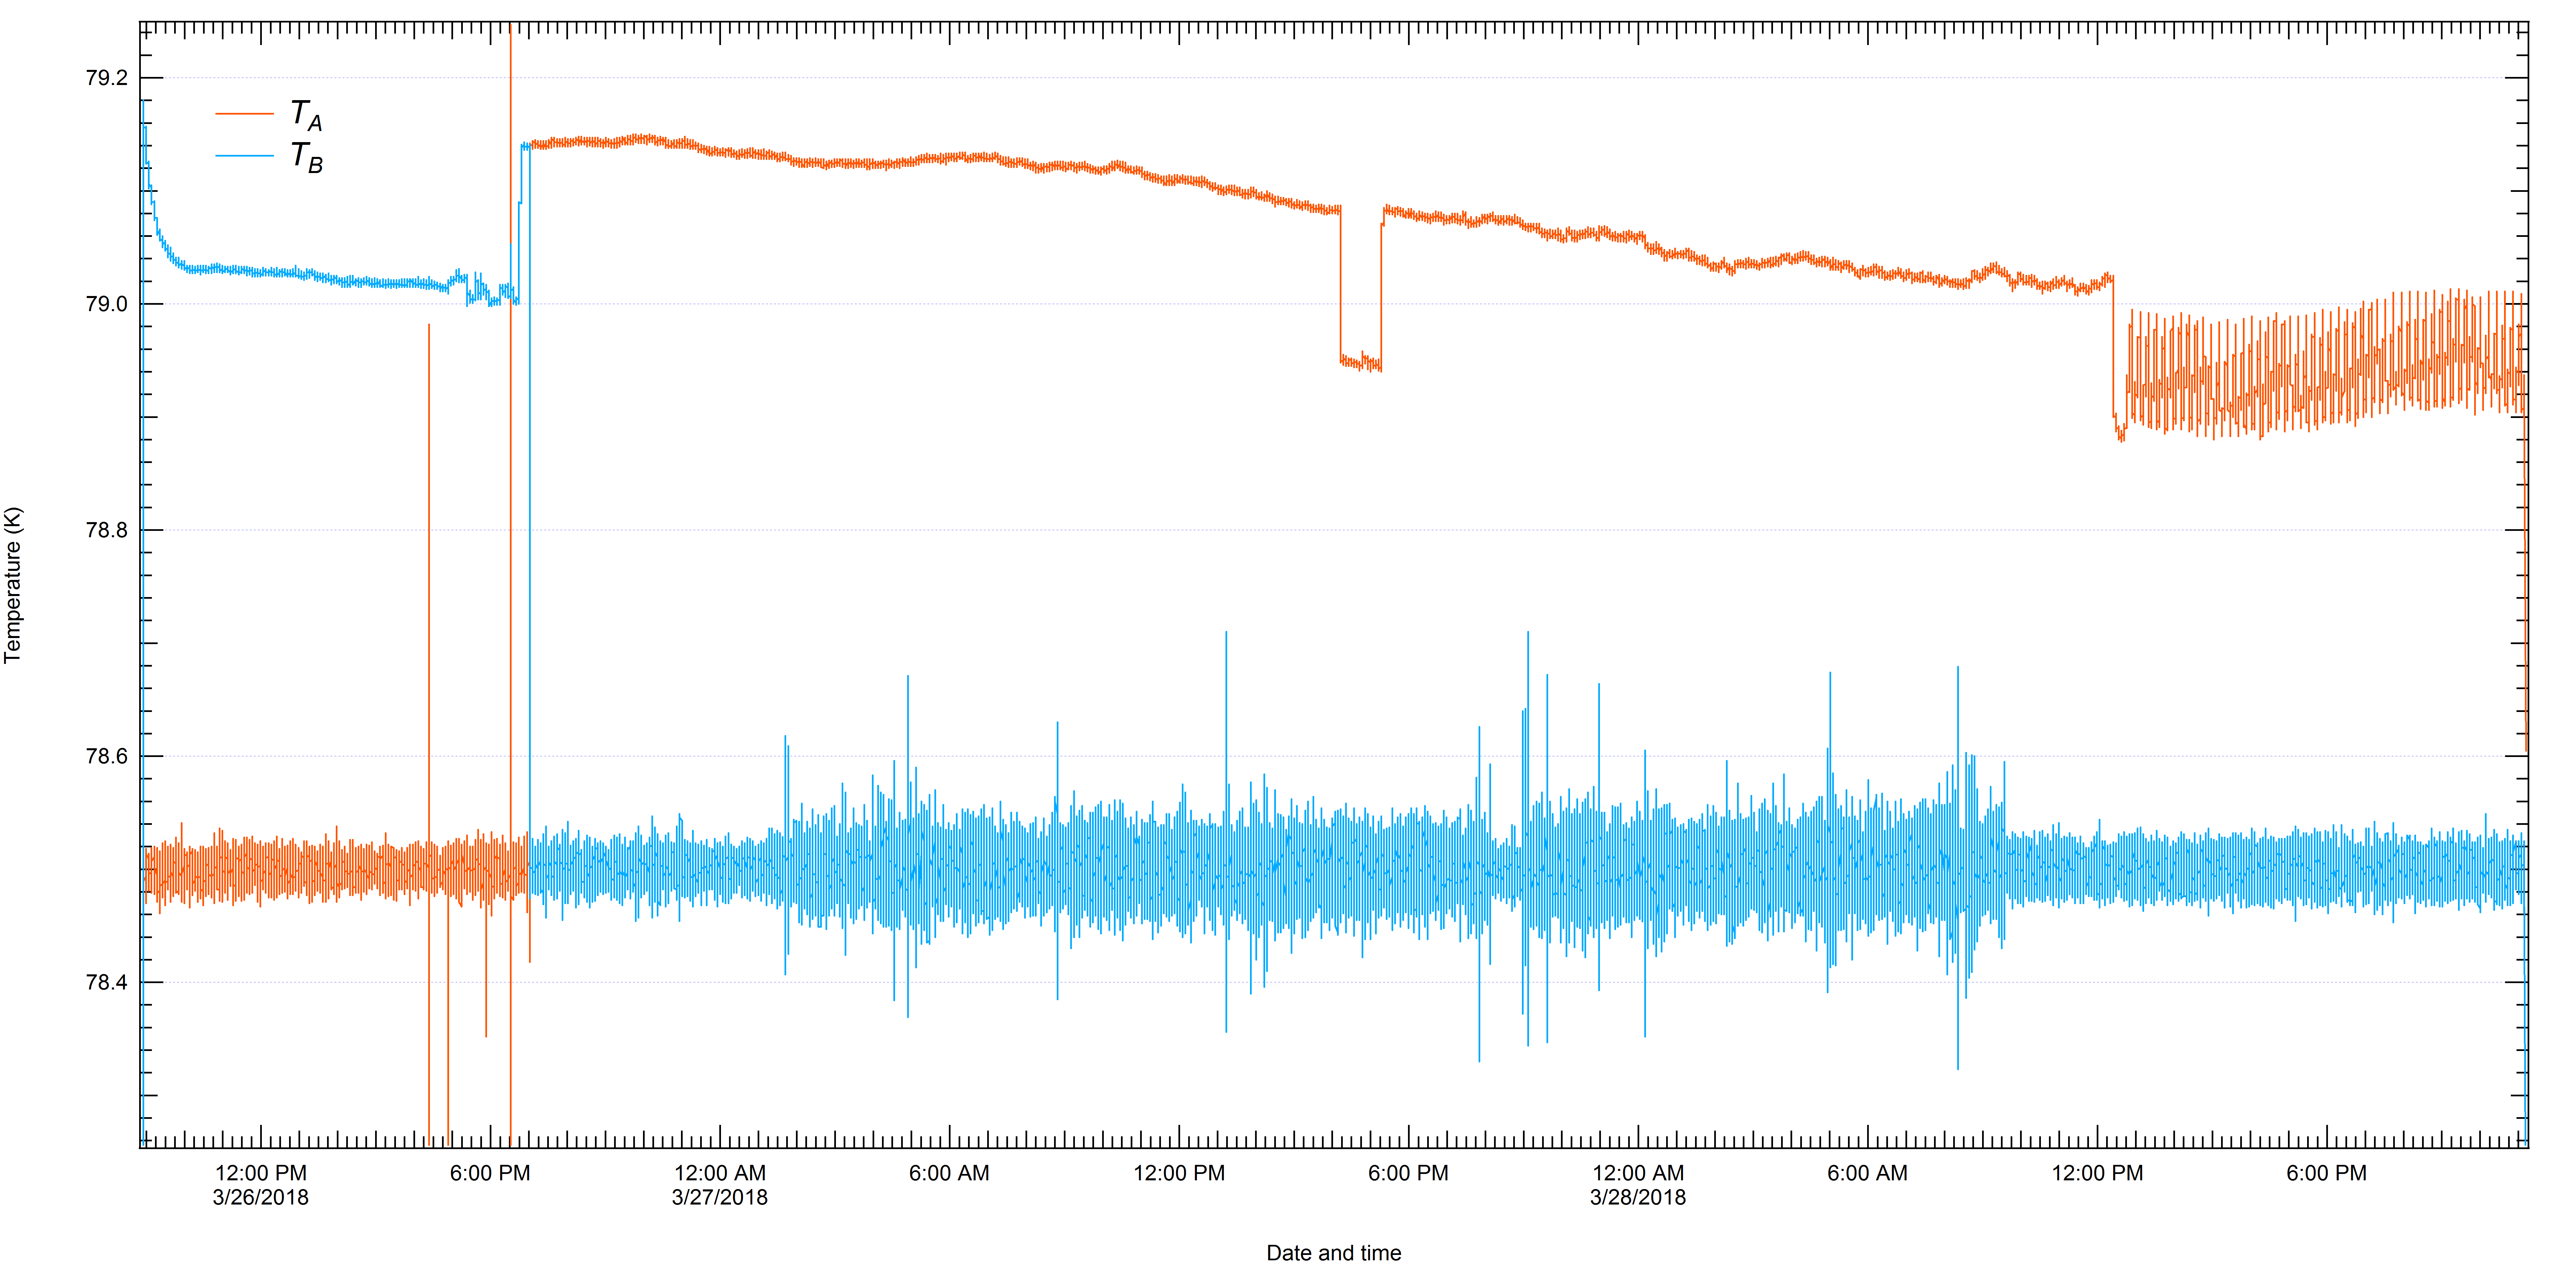 79.2
79.0
78.8
78.6
78.4
Temperature (K)
T_A
T_B
12:00 PM 6:00 PM 12:00 AM 6:00 AM 12:00 PM 6:00 PM 12:00 AM 6:00 AM 12:00 PM 6:00 PM
3/26/2018 3/27/2018 3/28/2018
Date and time